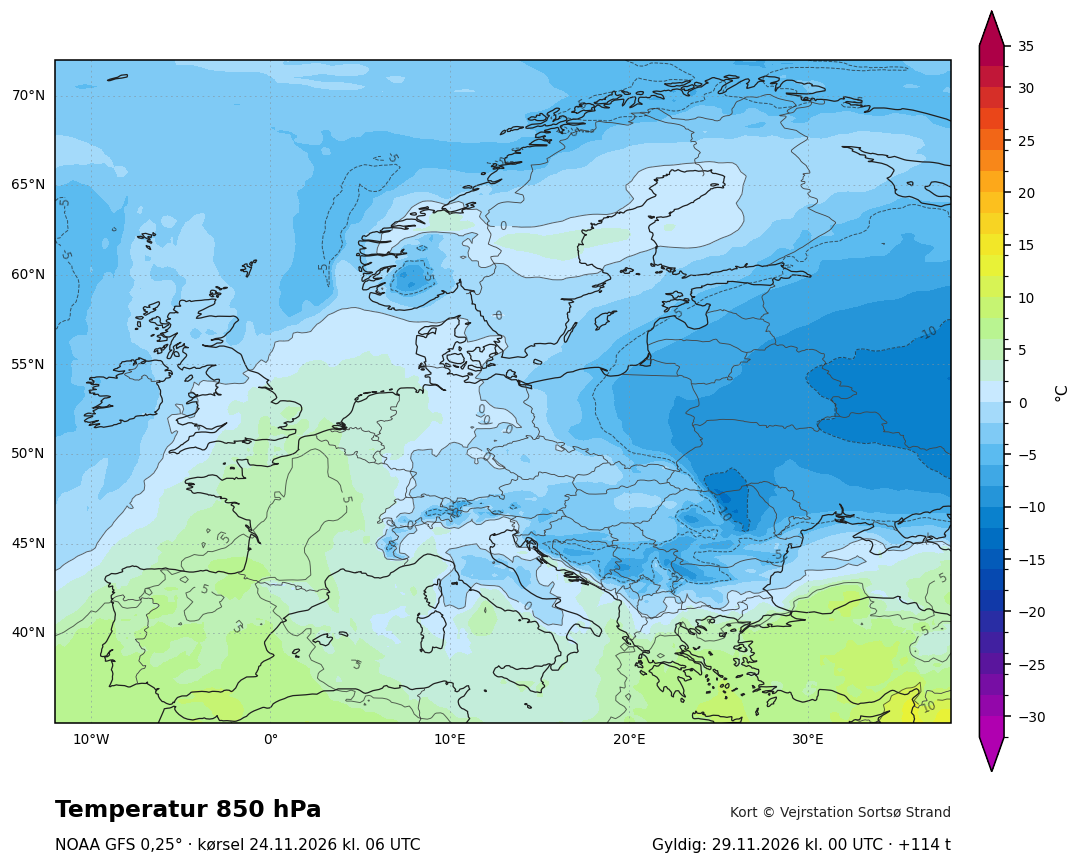 70°N
65°N
60°N
55°N
50°N
45°N
40°N
10°W
0°
10°E
20°E
30°E
35
30
25
20
15
10
5
0
−5
−10
−15
−20
−25
−30
°C
Temperatur 850 hPa
Kort © Vejrstation Sortsø Strand
NOAA GFS 0,25° · kørsel 24.11.2026 kl. 06 UTC
Gyldig: 29.11.2026 kl. 00 UTC · +114 t